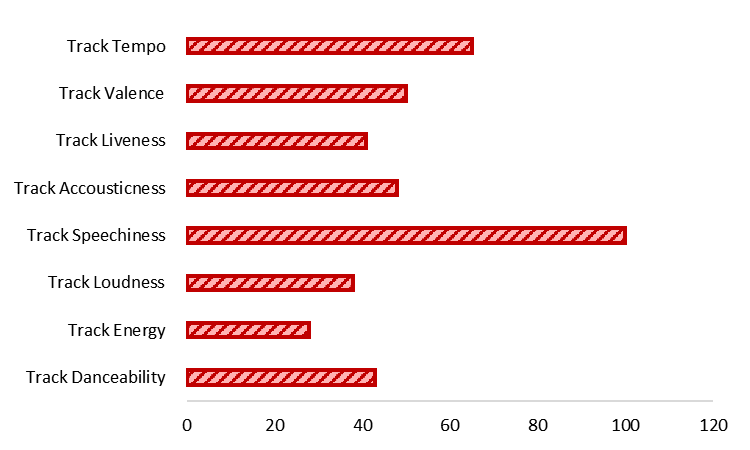 Track Tempo
Track Valence
Track Liveness
Track Accousticness
Track Speechiness
Track Loudness
Track Energy
Track Danceability
0 20 40 60 80 100 120